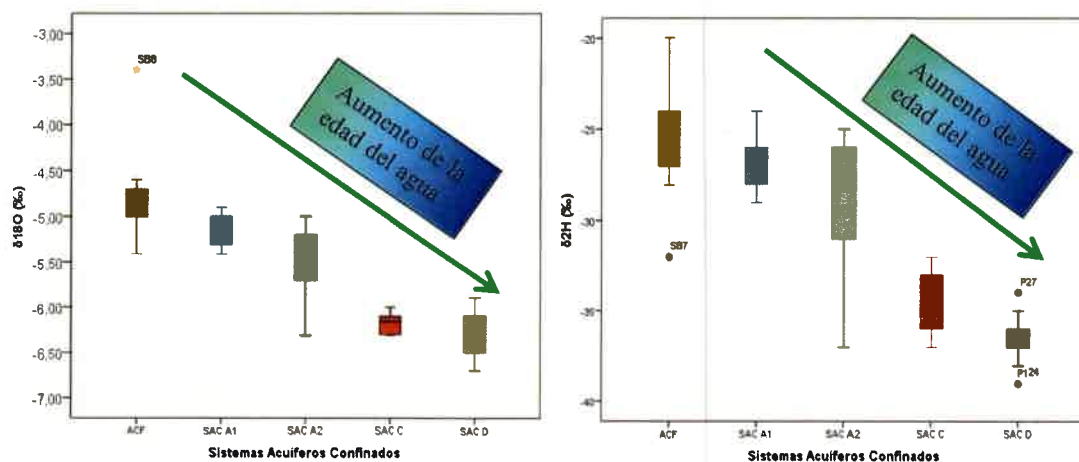 -3,00
-3,50
-4,00
-4,50
-5,00
-5,50
-6,00
-6,50
-7,00
δ18O (‰)
SB8
Aumento de la
edad del agua
ACF
SAC A1
SAC A2
SAC C
SAC D
Sistemas Acuíferos Confinados
-20
-25
-30
-35
-40
δ2H (‰)
SB7
P27
P124
Aumento de la
edad del agua
ACF
SAC A1
SAC A2
SAC C
SAC D
Sistemas Acuíferos Confinados